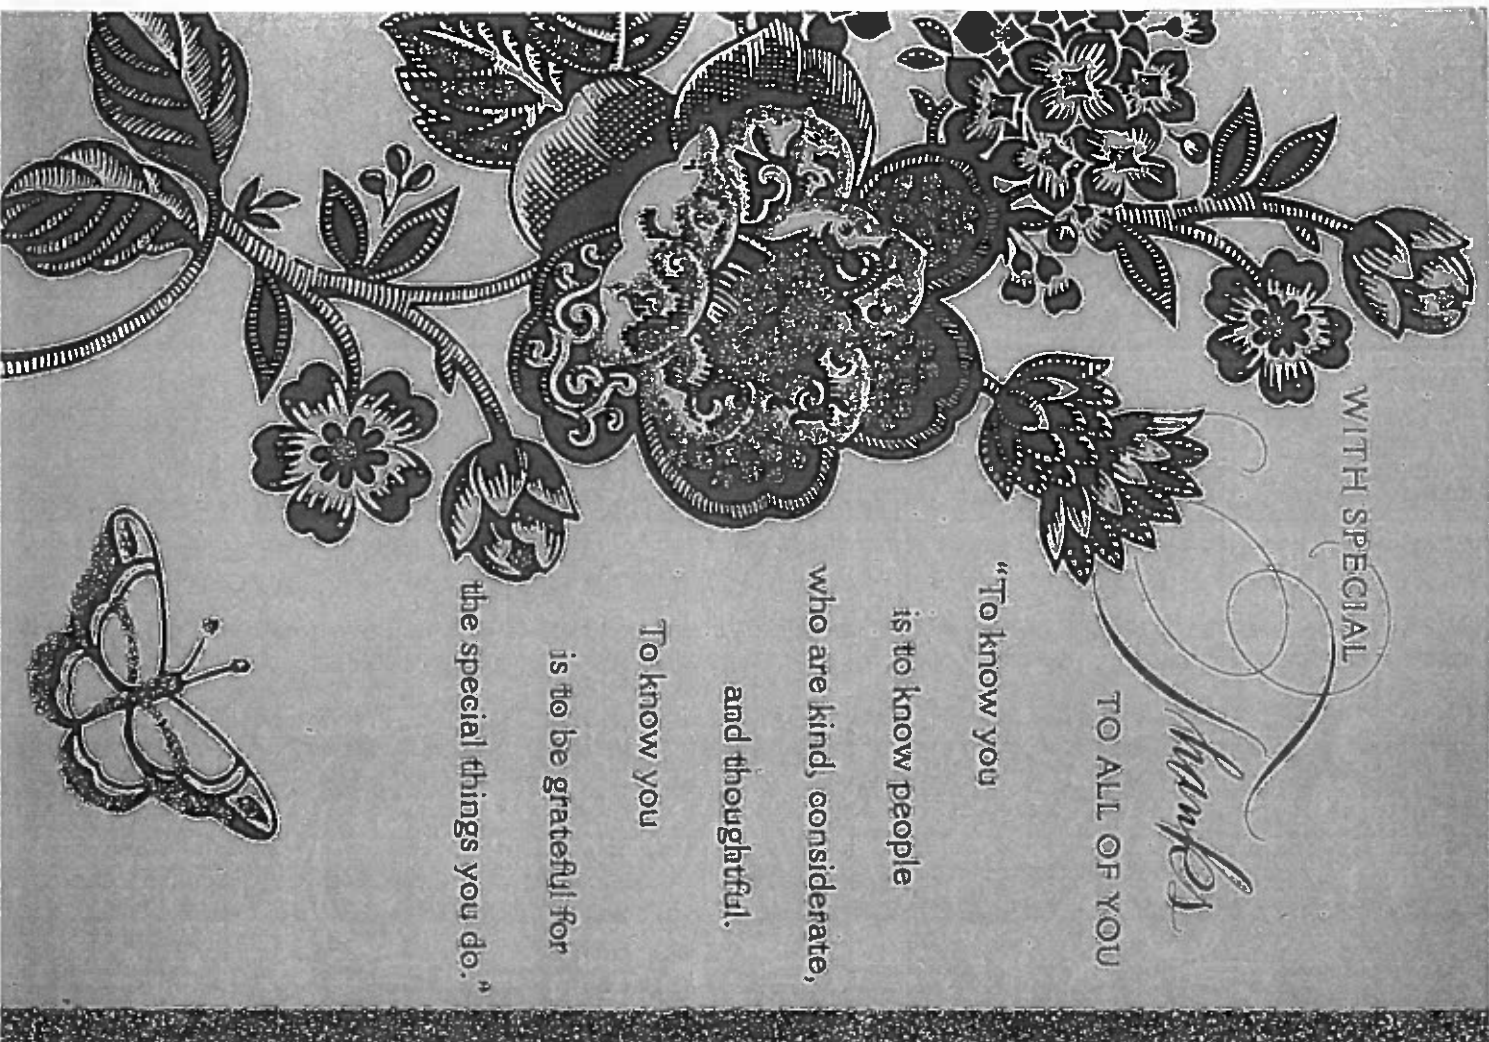 WITH SPECIAL
Thanks
TO ALL OF YOU
"To know you
is to know people
who are kind, considerate,
and thoughtful.
To know you
is to be grateful for
the special things you do."